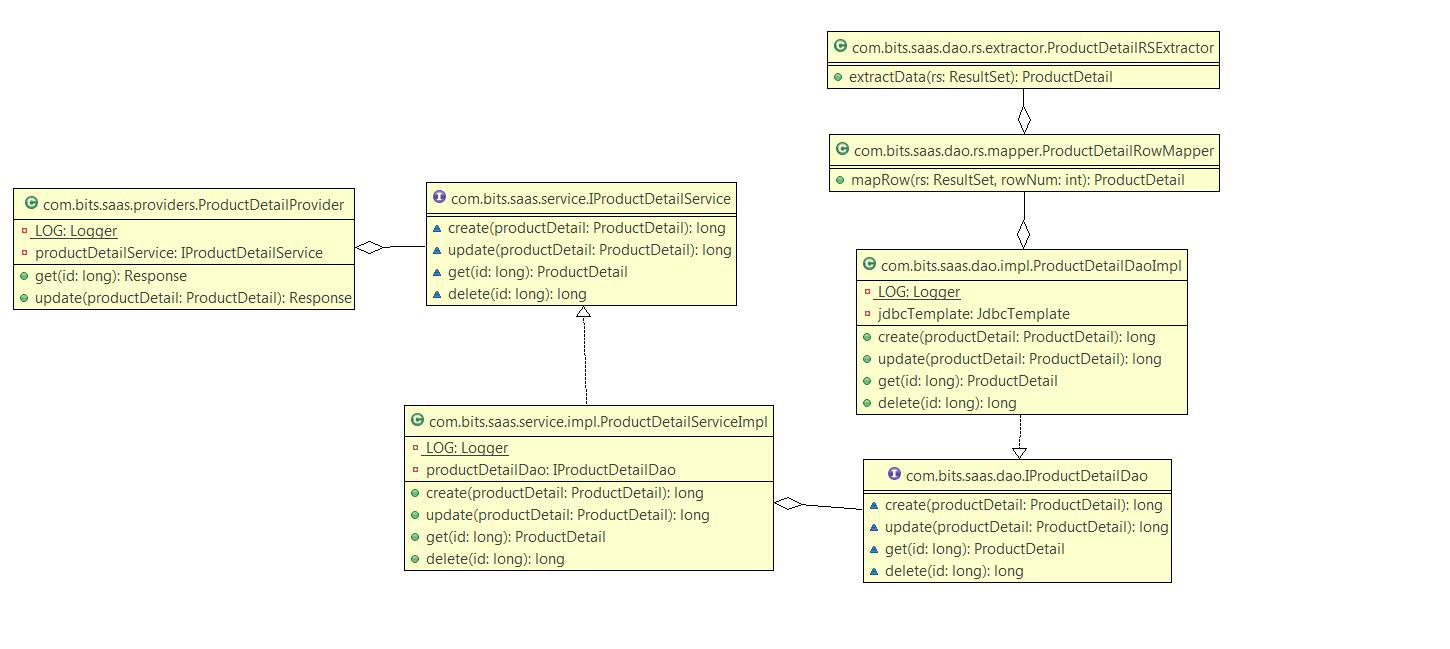 com.bits.saas.dao.rs.extractor.ProductDetailRSExtractor
extractData(rs: ResultSet): ProductDetail
com.bits.saas.dao.rs.mapper.ProductDetailRowMapper
mapRow(rs: ResultSet, rowNum: int): ProductDetail
com.bits.saas.providers.ProductDetailProvider
LOG: Logger
productDetailService: IProductDetailService
get(id: long): Response
update(productDetail: ProductDetail): Response
com.bits.saas.service.IProductDetailService
create(productDetail: ProductDetail): long
update(productDetail: ProductDetail): long
get(id: long): ProductDetail
delete(id: long): long
com.bits.saas.dao.impl.ProductDetailDaoImpl
LOG: Logger
jdbcTemplate: JdbcTemplate
create(productDetail: ProductDetail): long
update(productDetail: ProductDetail): long
get(id: long): ProductDetail
delete(id: long): long
com.bits.saas.service.impl.ProductDetailServiceImpl
LOG: Logger
productDetailDao: IProductDetailDao
create(productDetail: ProductDetail): long
update(productDetail: ProductDetail): long
get(id: long): ProductDetail
delete(id: long): long
com.bits.saas.dao.IProductDetailDao
create(productDetail: ProductDetail): long
update(productDetail: ProductDetail): long
get(id: long): ProductDetail
delete(id: long): long